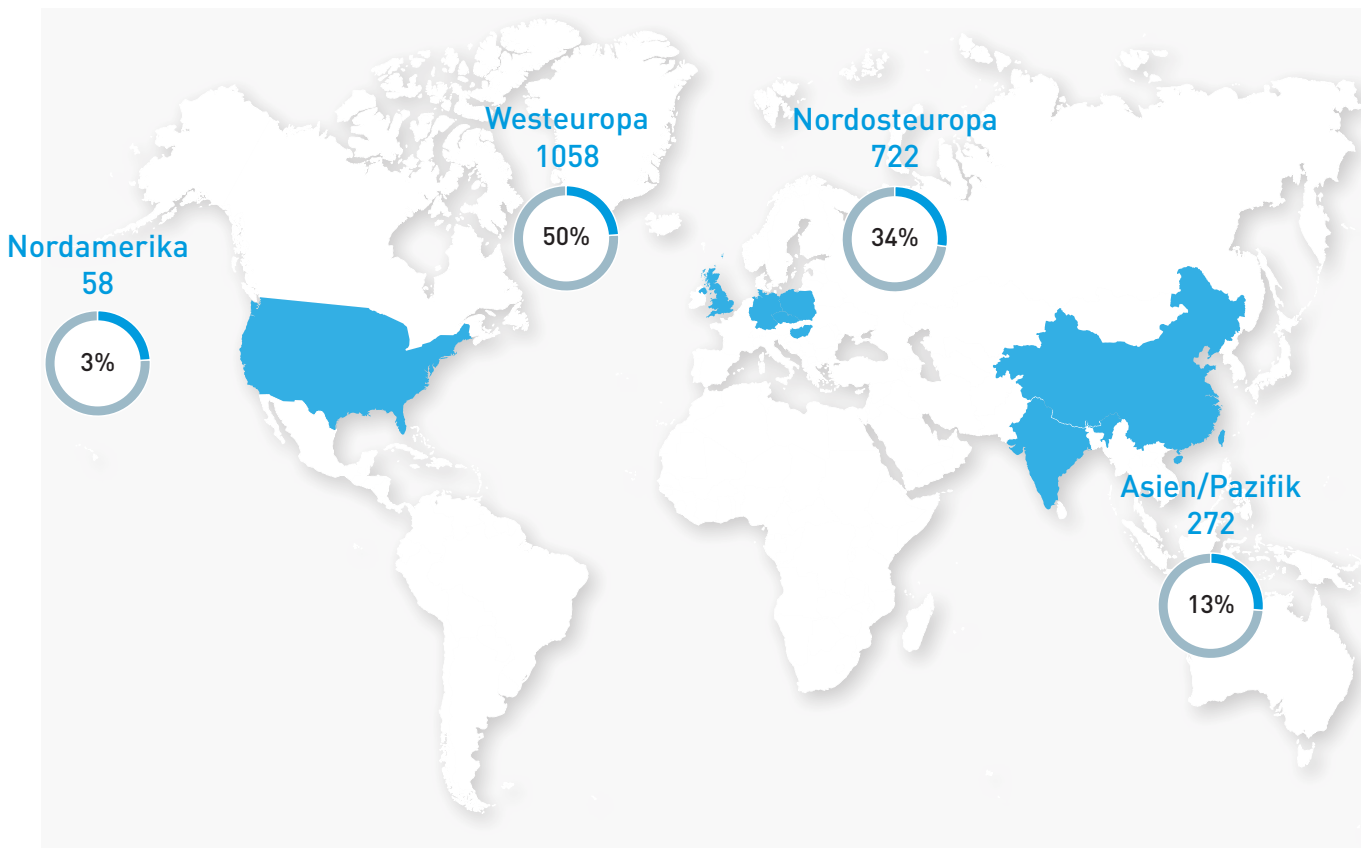 Westeuropa
1058
50%
Nordosteuropa
722
34%
Nordamerika
58
3%
Asien/Pazifik
272
13%